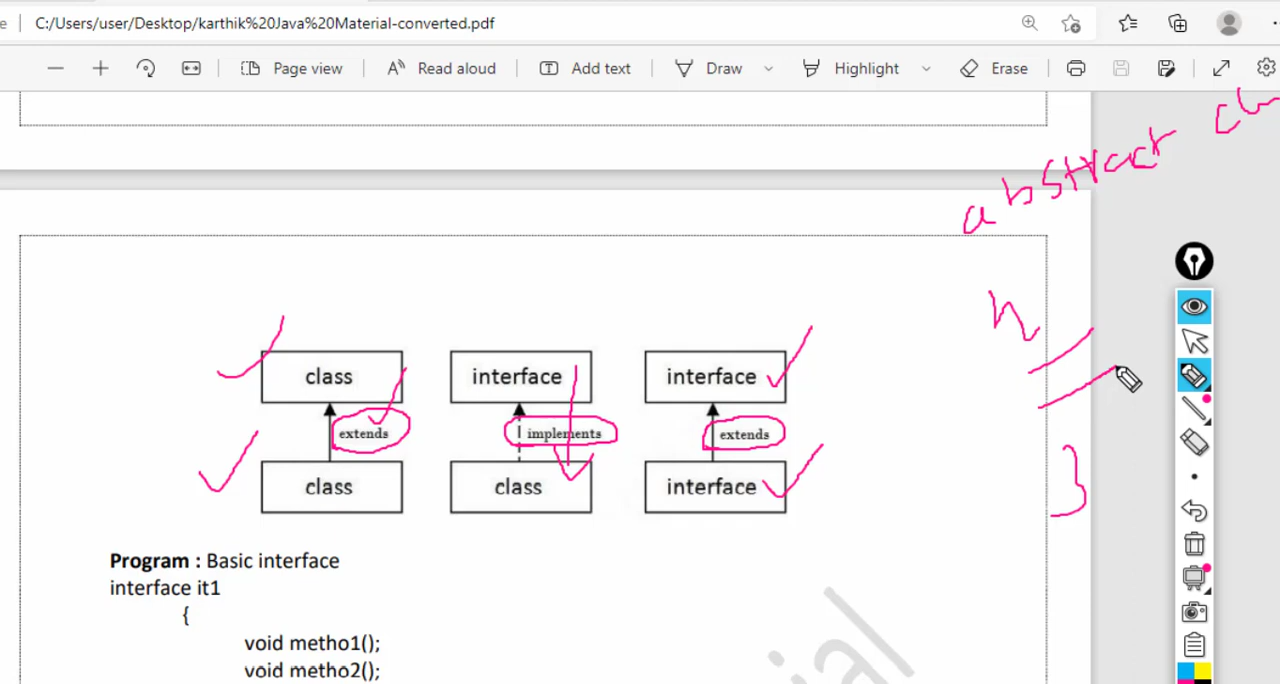 C:/Users/user/Desktop/karthik%20Java%20Material-converted.pdf
Page view
Read aloud
Add text
Draw
Highlight
Erase
abstract
class
interface
interface
extends
implements
extends
class
class
interface
Program : Basic interface
interface it1
{
void metho1();
void metho2();